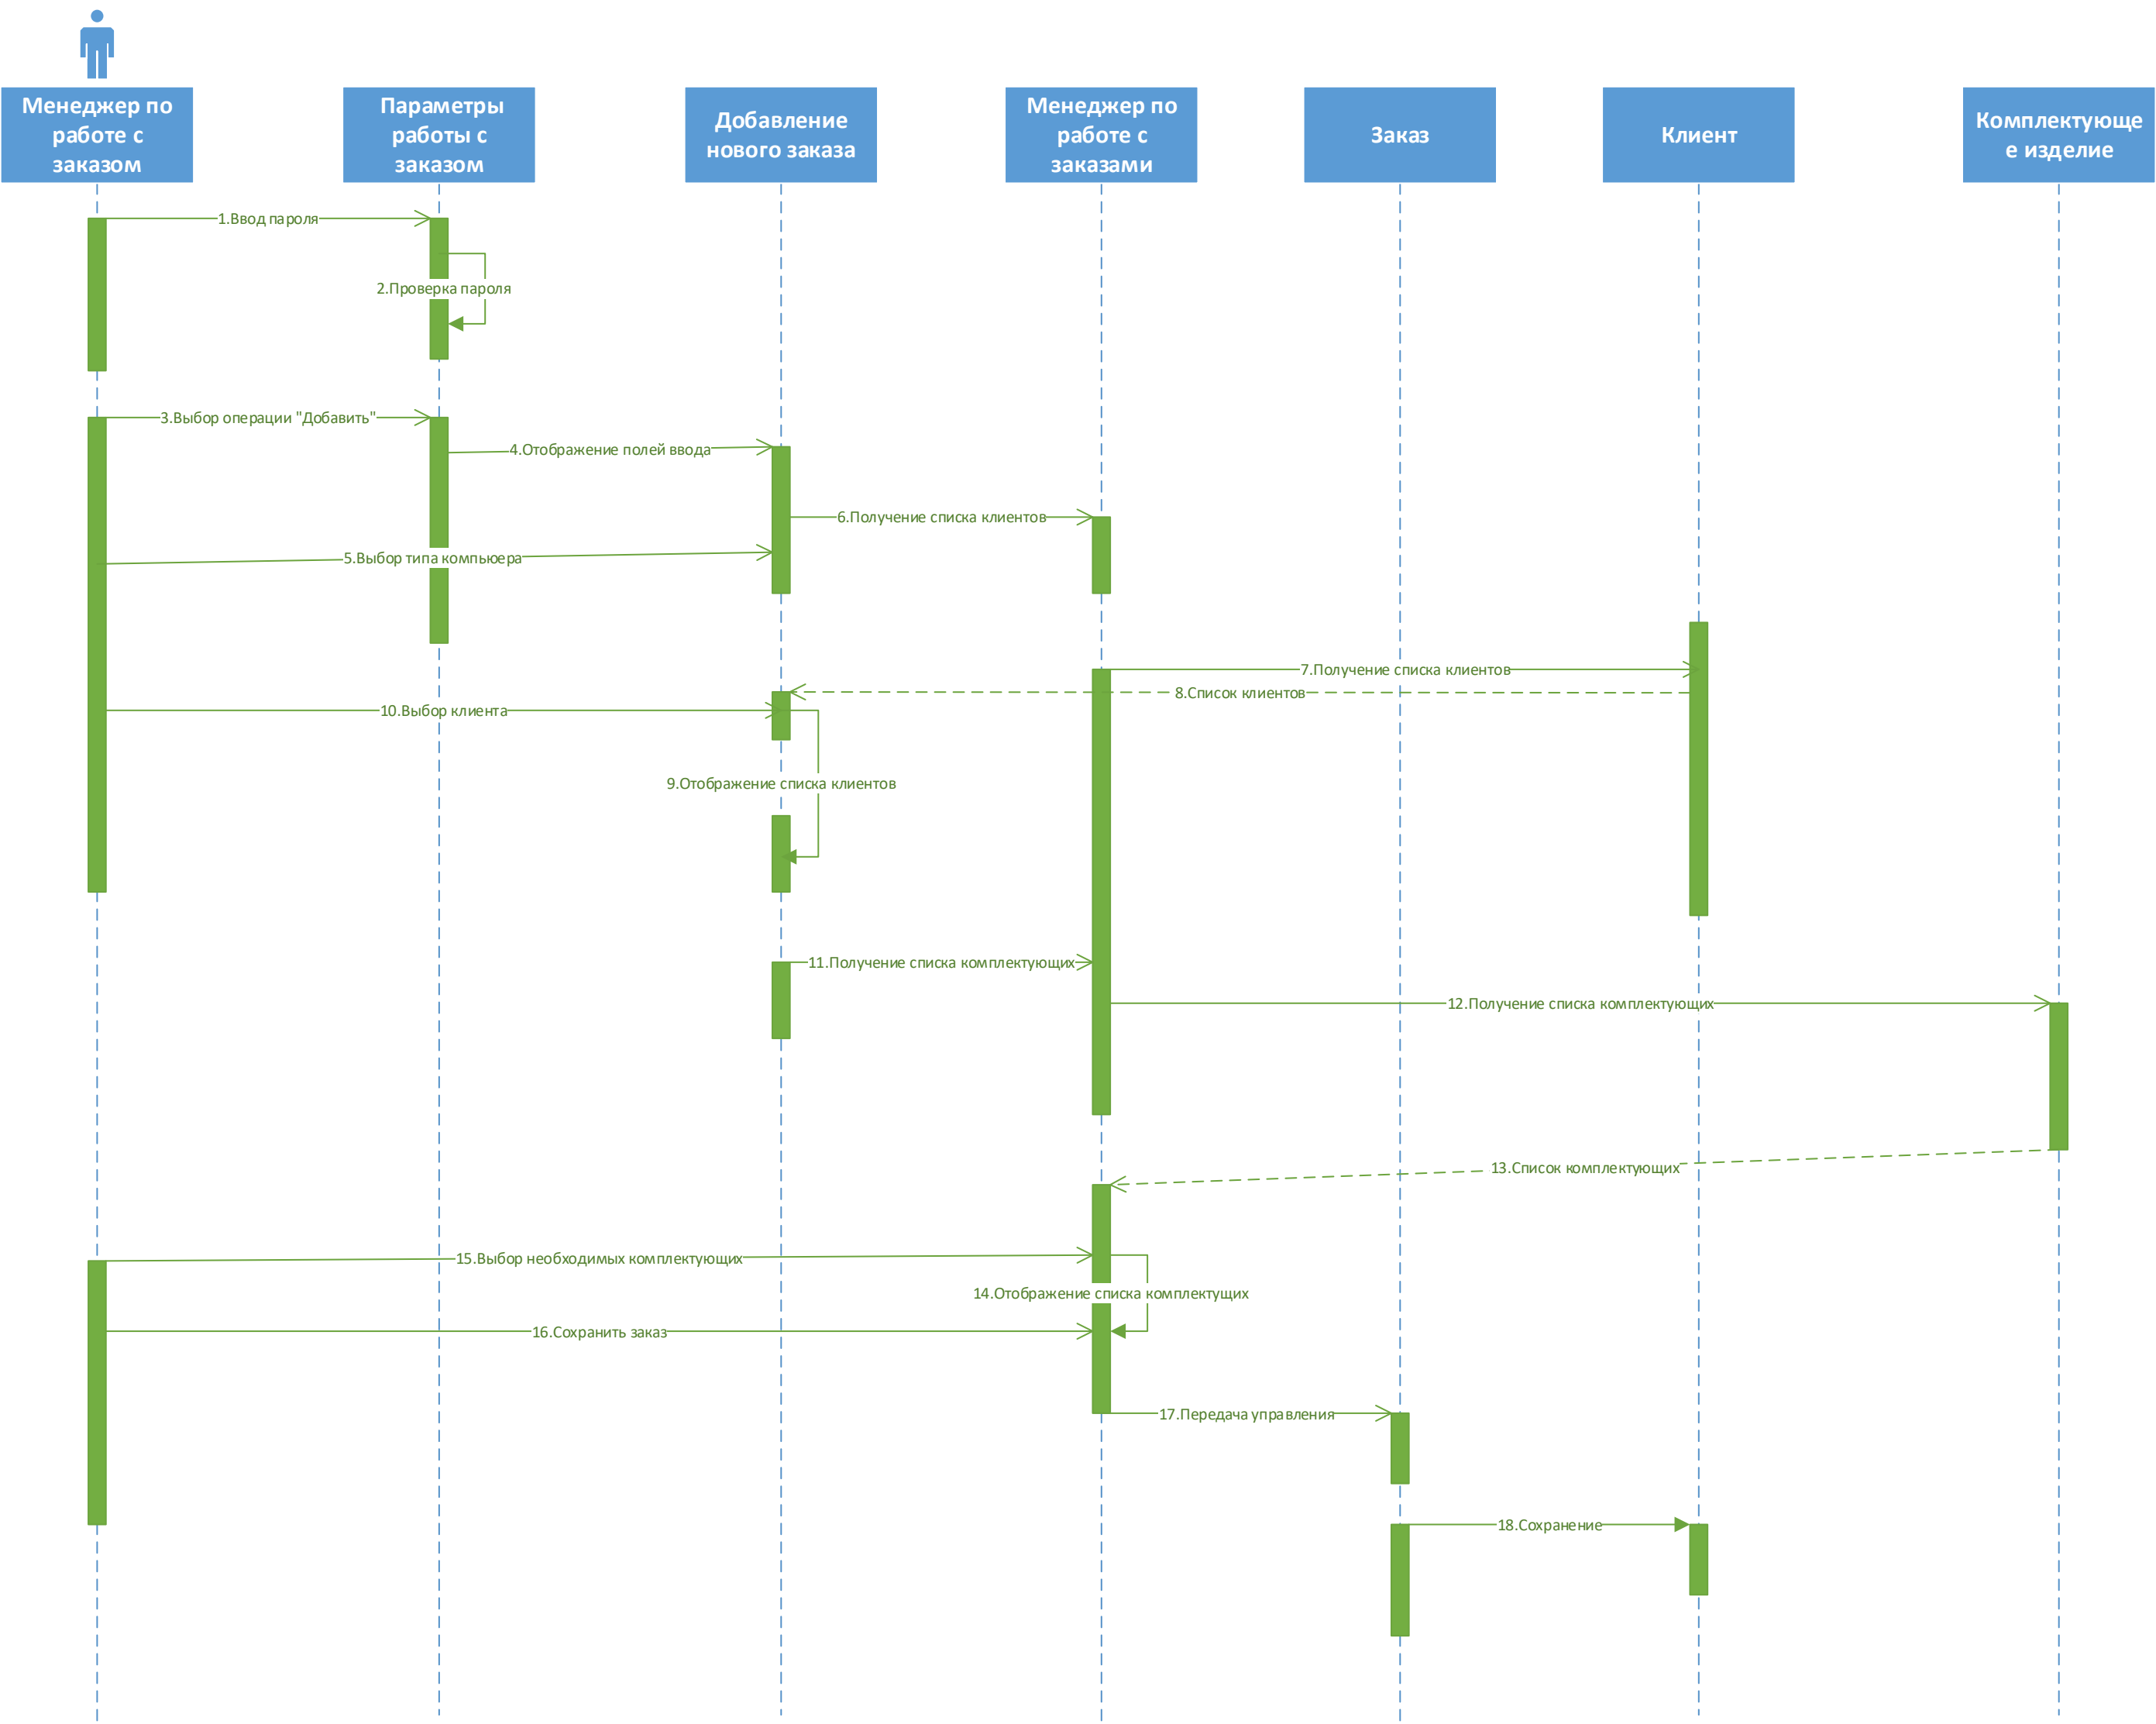 Менеджер по
работе с
заказом
Параметры
работы с
заказом
Добавление
нового заказа
Менеджер по
работе с
заказами
Заказ
Клиент
Комплектующе
е изделие
1.Ввод пароля
2.Проверка пароля
3.Выбор операции "Добавить"
4.Отображение полей ввода
6.Получение списка клиентов
5.Выбор типа компьюера
7.Получение списка клиентов
8.Список клиентов
10.Выбор клиента
9.Отображение списка клиентов
11.Получение списка комплектующих
12.Получение списка комплектующих
13.Список комплектующих
15.Выбор необходимых комплектующих
14.Отображение списка комплектущих
16.Сохранить заказ
17.Передача управления
18.Сохранение